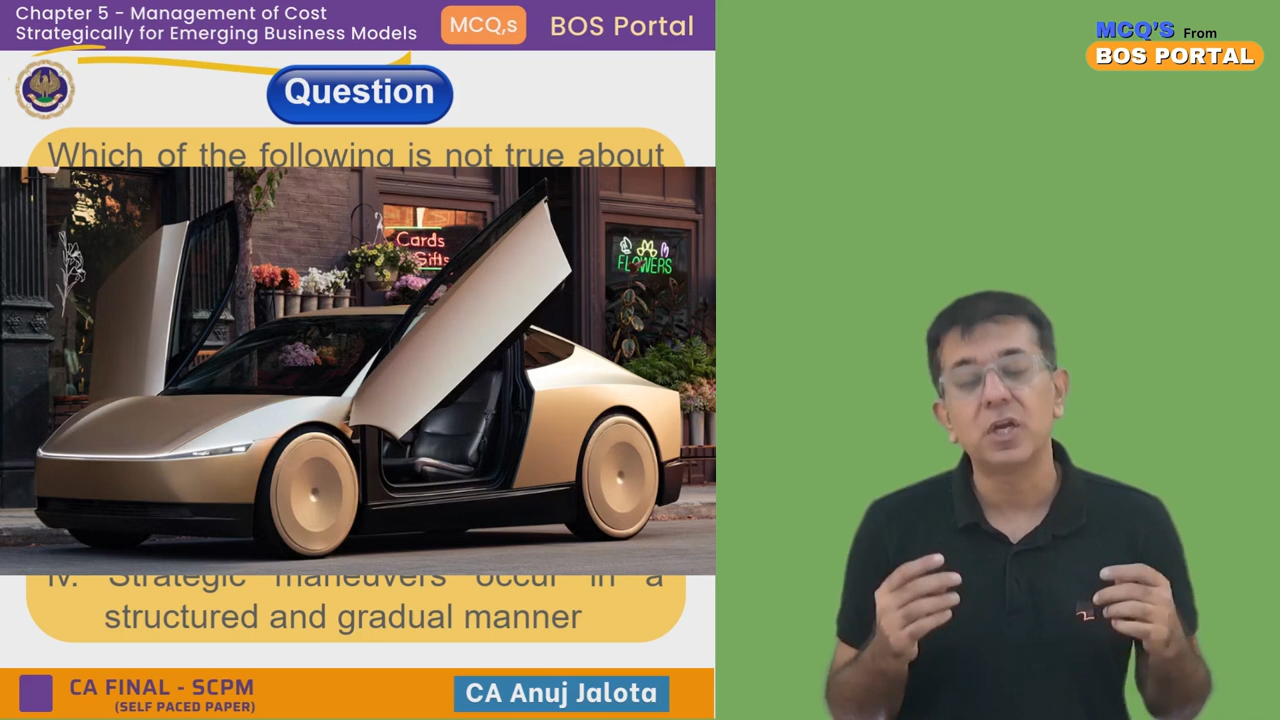 Chapter 5 - Management of Cost
Strategically for Emerging Business Models
MCQ,s
BOS Portal
MCQ'S From
BOS PORTAL
Question
Which of the following is not true about
Cards
Gifts
FLOWERS
iv. Strategic maneuvers occur in a
structured and gradual manner
CA FINAL - SCPM
(SELF PACED PAPER)
CA Anuj Jalota